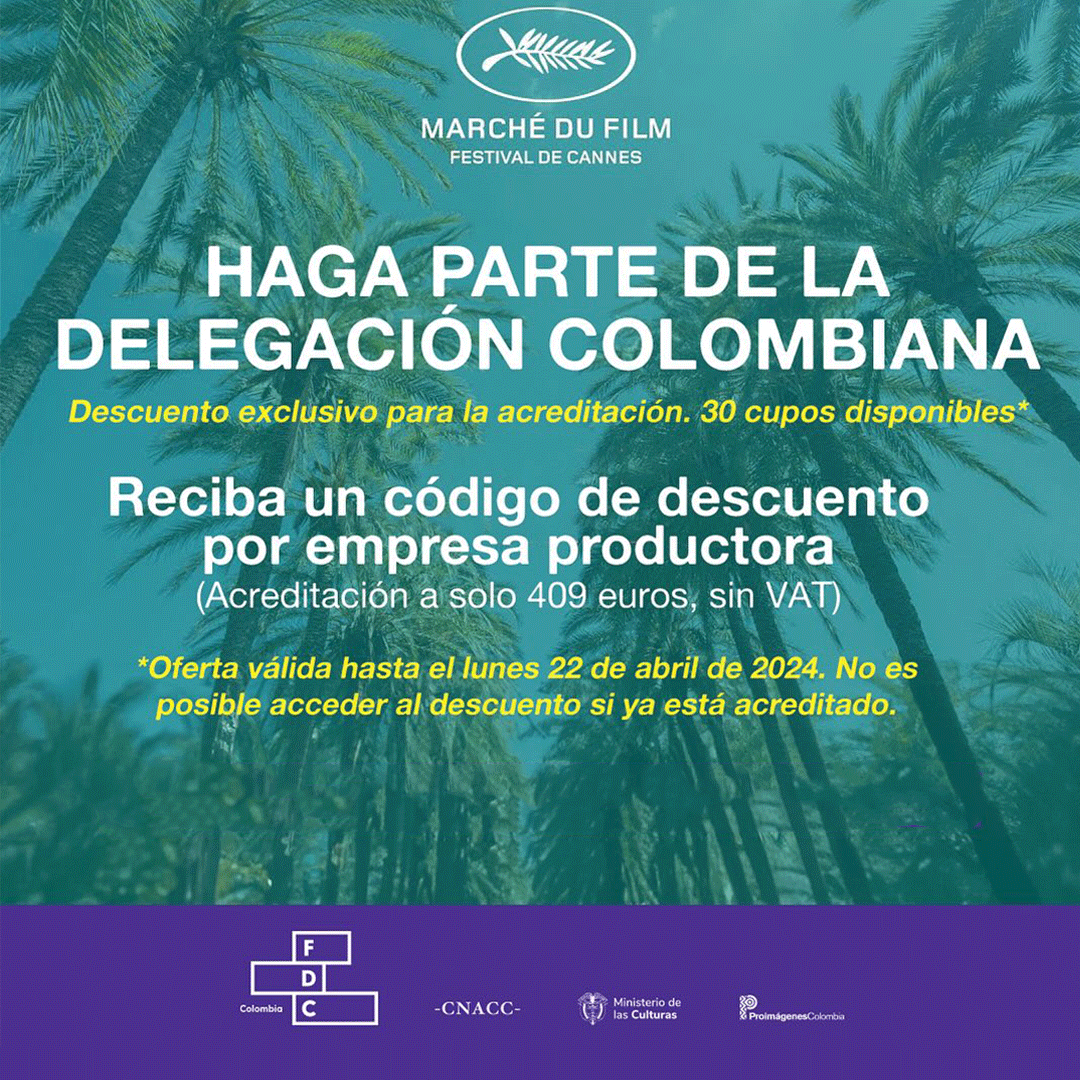 MARCHÉ DU FILM
FESTIVAL DE CANNES
HAGA PARTE DE LA
DELEGACIÓN COLOMBIANA
Descuento exclusivo para la acreditación. 30 cupos disponibles*
Reciba un código de descuento
por empresa productora
(Acreditación a solo 409 euros, sin VAT)
*Oferta válida hasta el lunes 22 de abril de 2024. No es
posible acceder al descuento si ya está acreditado.
F
D
Colombia C
-CNACC-
Ministerio de
las Culturas
ProimágenesColombia